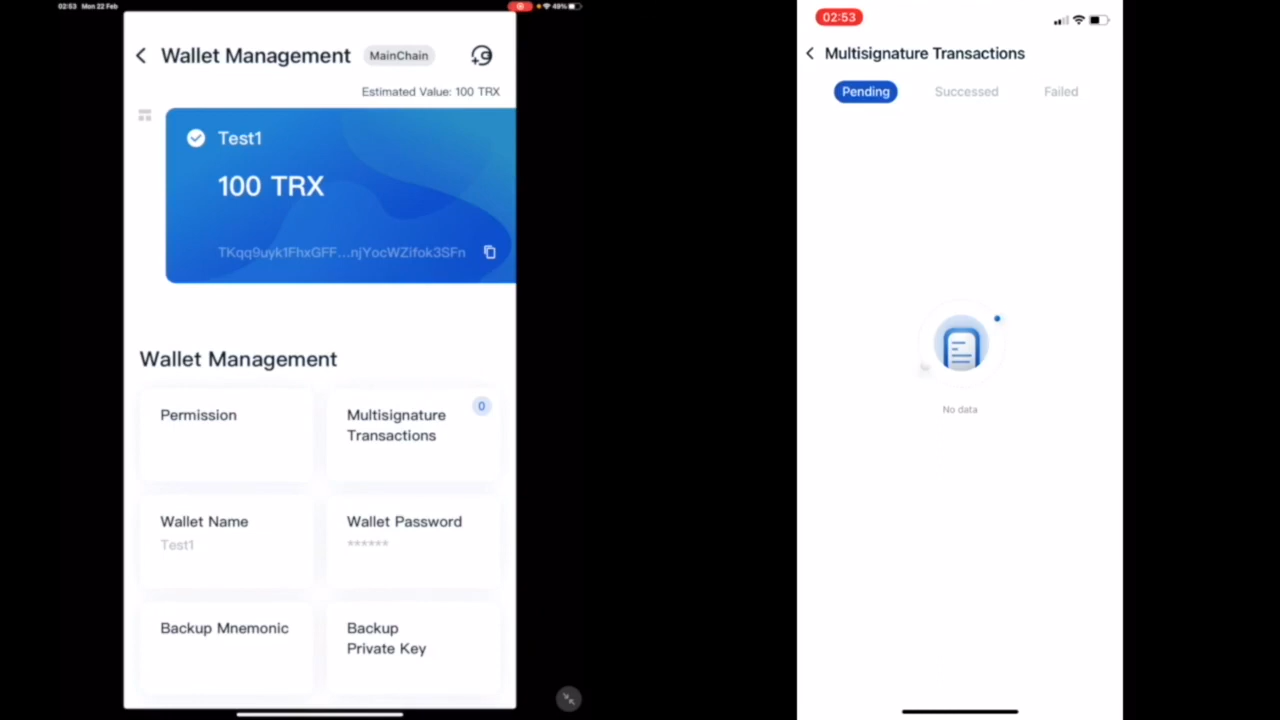 02:53 Mon 22 Feb
49%
Wallet Management
MainChain
Estimated Value: 100 TRX
Test1
100 TRX
TKqq9uyk1FhxGFF...njYocWZifok3SFn
Wallet Management
Permission
Multisignature
Transactions
0
Wallet Name
Test1
Wallet Password
******
Backup Mnemonic
Backup
Private Key
02:53
Multisignature Transactions
Pending
Successed
Failed
No data